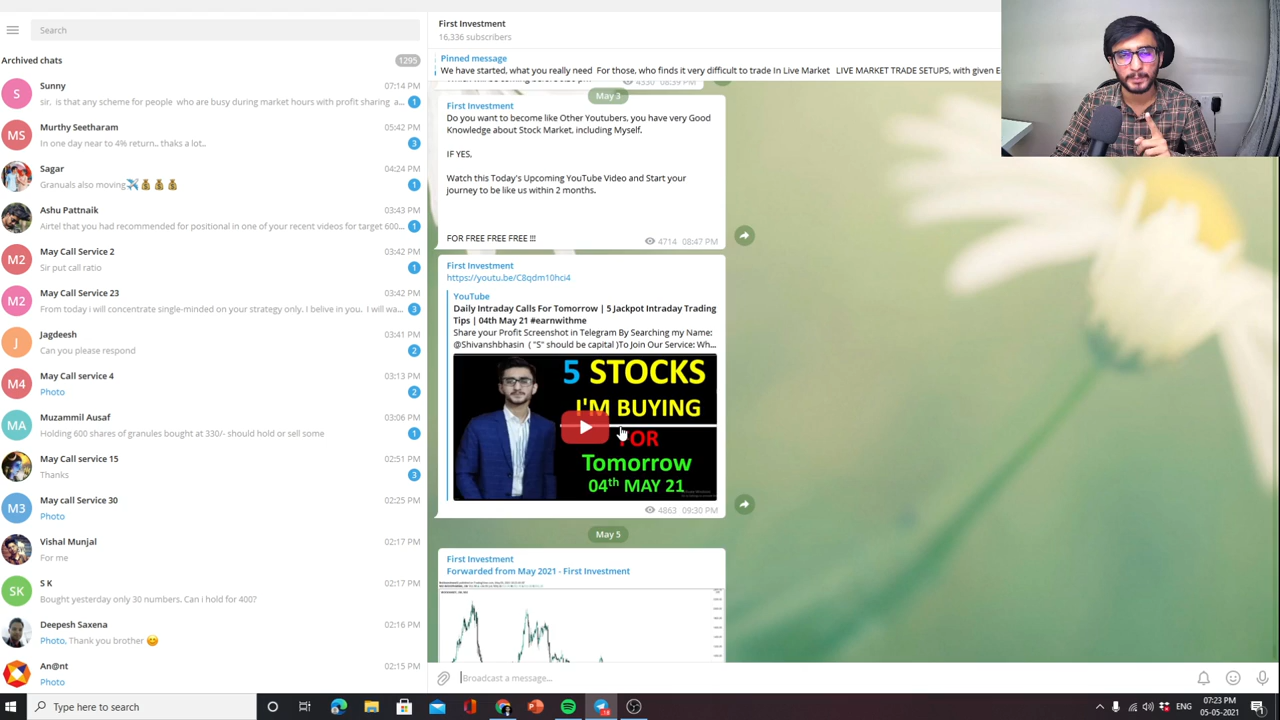 Search
Archived chats
1295
Sunny
07:14 PM
sir, is that any scheme for people who are busy during market hours with profit sharing a...
1
Murthy Seetharam
05:42 PM
In one day near to 4% return.. thaks a lot..
3
Sagar
04:24 PM
Granuals also moving✈️💰💰💰
1
Ashu Pattnaik
03:43 PM
Airtel that you had recommended for positional in one of your recent videos for target 600...
1
May Call Service 2
03:42 PM
Sir put call ratio
1
May Call Service 23
03:42 PM
From today i will concentrate single-minded on your strategy only. I belive in you. I will wa...
3
Jagdeesh
03:41 PM
Can you please respond
2
May Call service 4
03:13 PM
Photo
2
Muzammil Ausaf
03:06 PM
Holding 600 shares of granules bought at 330/- should hold or sell some
1
May Call service 15
02:51 PM
Thanks
3
May call Service 30
02:25 PM
Photo
Vishal Munjal
02:17 PM
For me
S K
02:17 PM
Bought yesterday only 30 numbers. Can i hold for 400?
Deepesh Saxena
02:16 PM
Photo, Thank you brother 😊
An@nt
02:15 PM
Photo
S
MS
M2
M2
J
M4
MA
M3
SK
First Investment
16,336 subscribers
Pinned message
We have started, what you really need For those, who finds it very difficult to trade In Live Market LIVE MARKET TRADE SETUPS, with given E
May 3
First Investment
Do you want to become like Other Youtubers, you have very Good
Knowledge about Stock Market, including Myself,
IF YES,
Watch this Today's Upcoming YouTube Video and Start your
journey to be like us within 2 months.
FOR FREE FREE FREE !!!
4714 08:47 PM
First Investment
https://youtu.be/C8qdm10hci4
YouTube
Daily Intraday Calls For Tomorrow | 5 Jackpot Intraday Trading
Tips | 04th May 21 #earnwithme
Share your Profit Screenshot in Telegram By Searching my Name:
@Shivanshbhasin ( "S" should be capital )To Join Our Service: Wh...
5 STOCKS
I'M BUYING
FOR
Tomorrow
04th MAY 21
4863 09:30 PM
May 5
First Investment
Forwarded from May 2021 - First Investment
Broadcast a message...
Type here to search
ENG
07:23 PM
05-05-2021